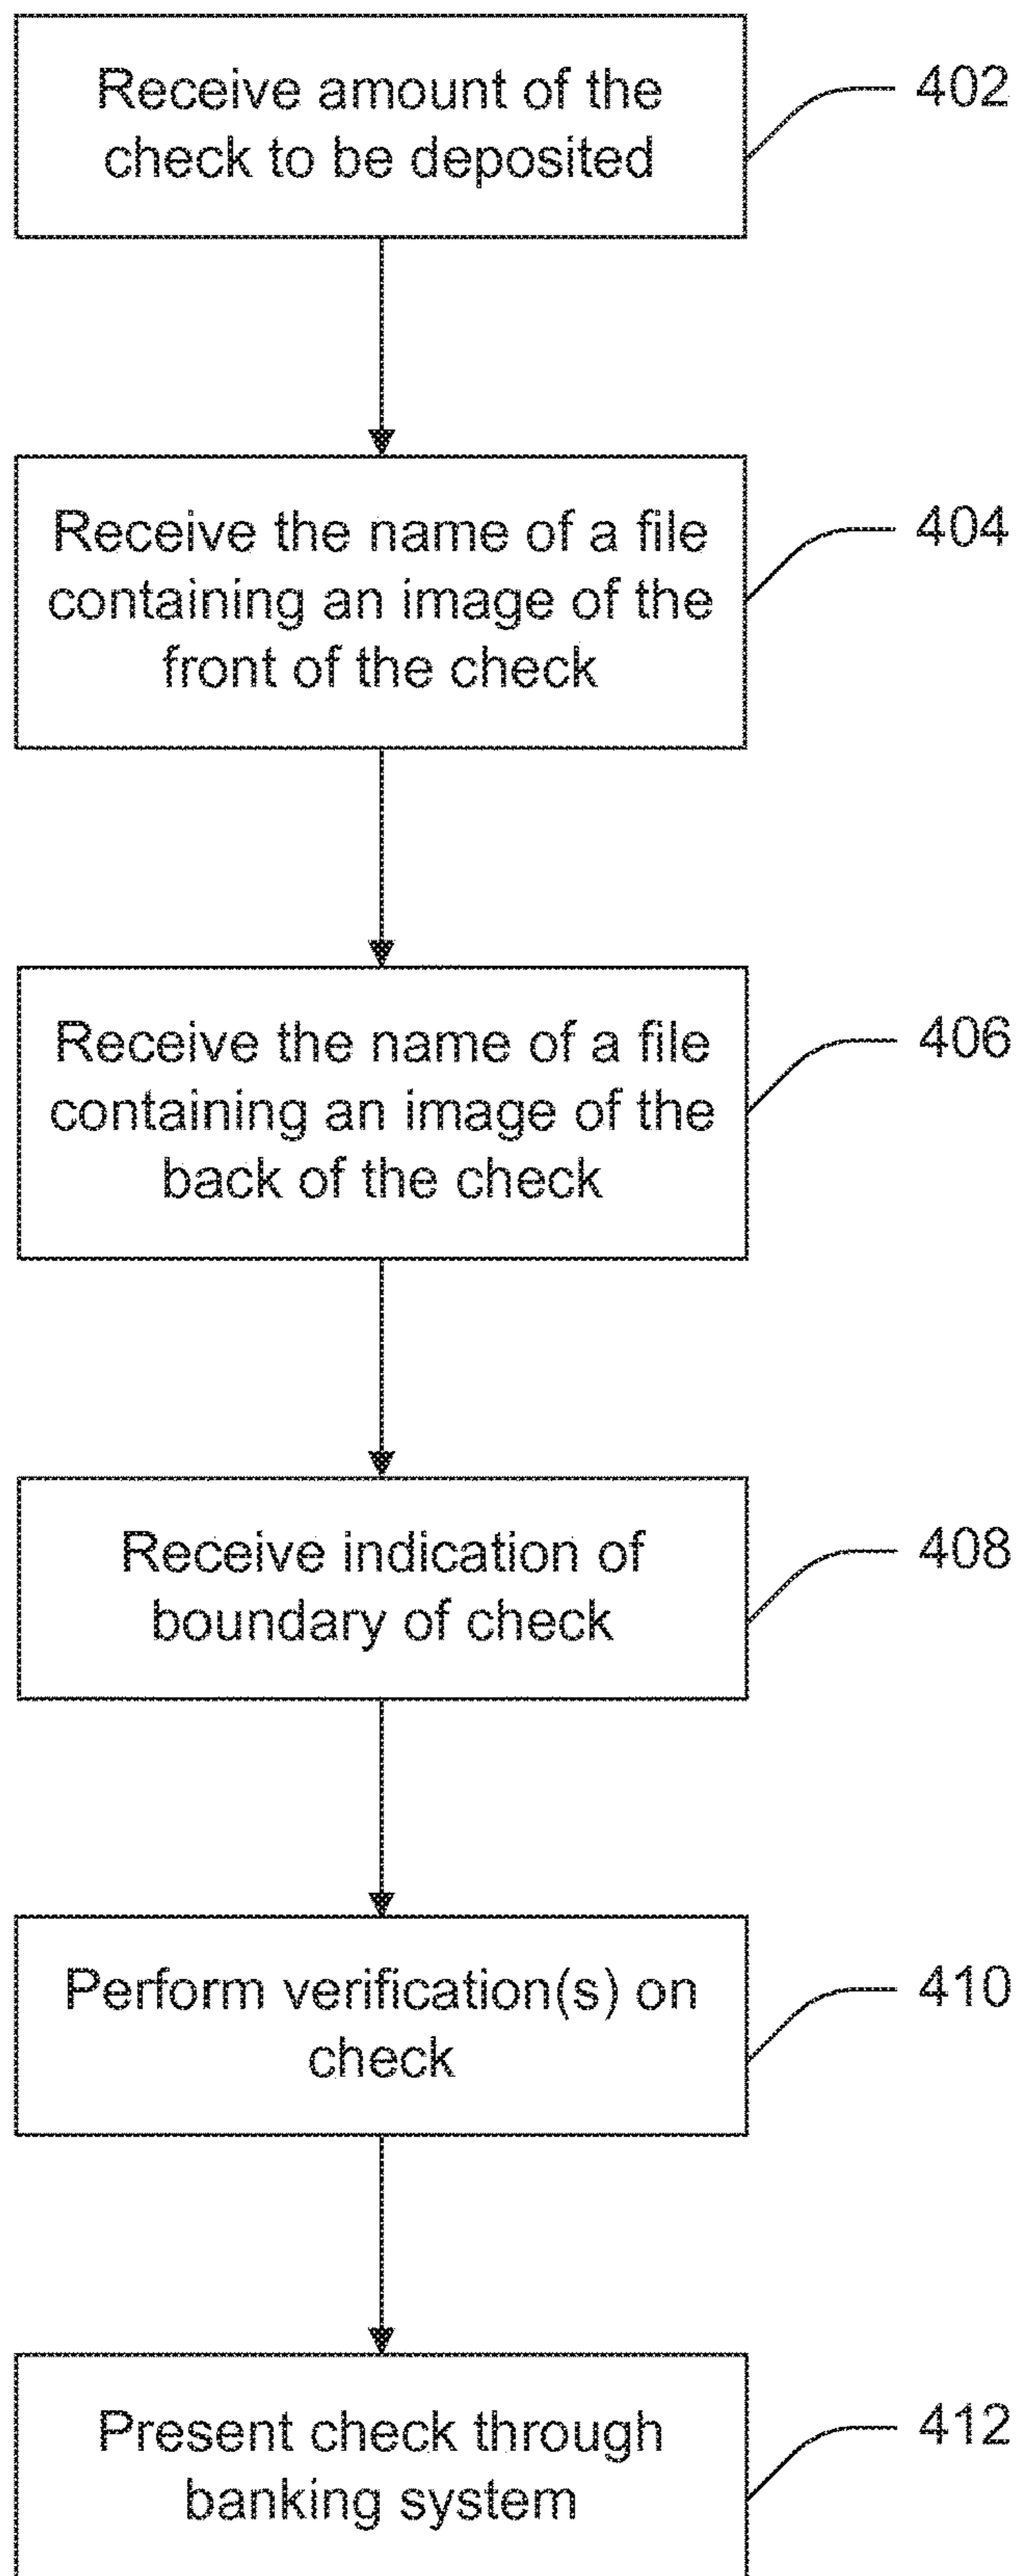 Receive amount of the
check to be deposited
402
Receive the name of a file
containing an image of the
front of the check
404
Receive the name of a file
containing an image of the
back of the check
406
Receive indication of
boundary of check
408
Perform verification(s) on
check
410
Present check through
banking system
412